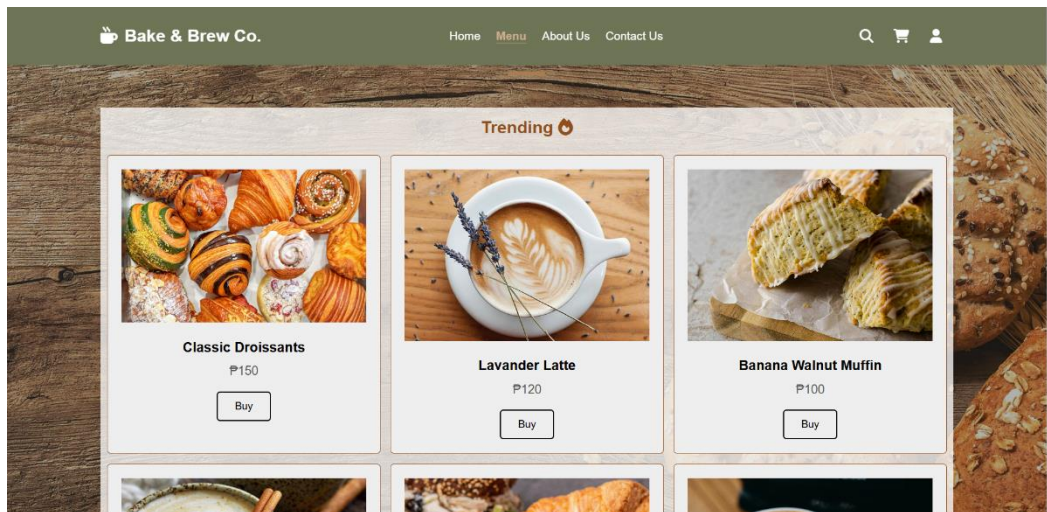 Bake & Brew Co.
Home Menu About Us Contact Us
Trending
Classic Droissants
₱150
Buy
Lavander Latte
₱120
Buy
Banana Walnut Muffin
₱100
Buy